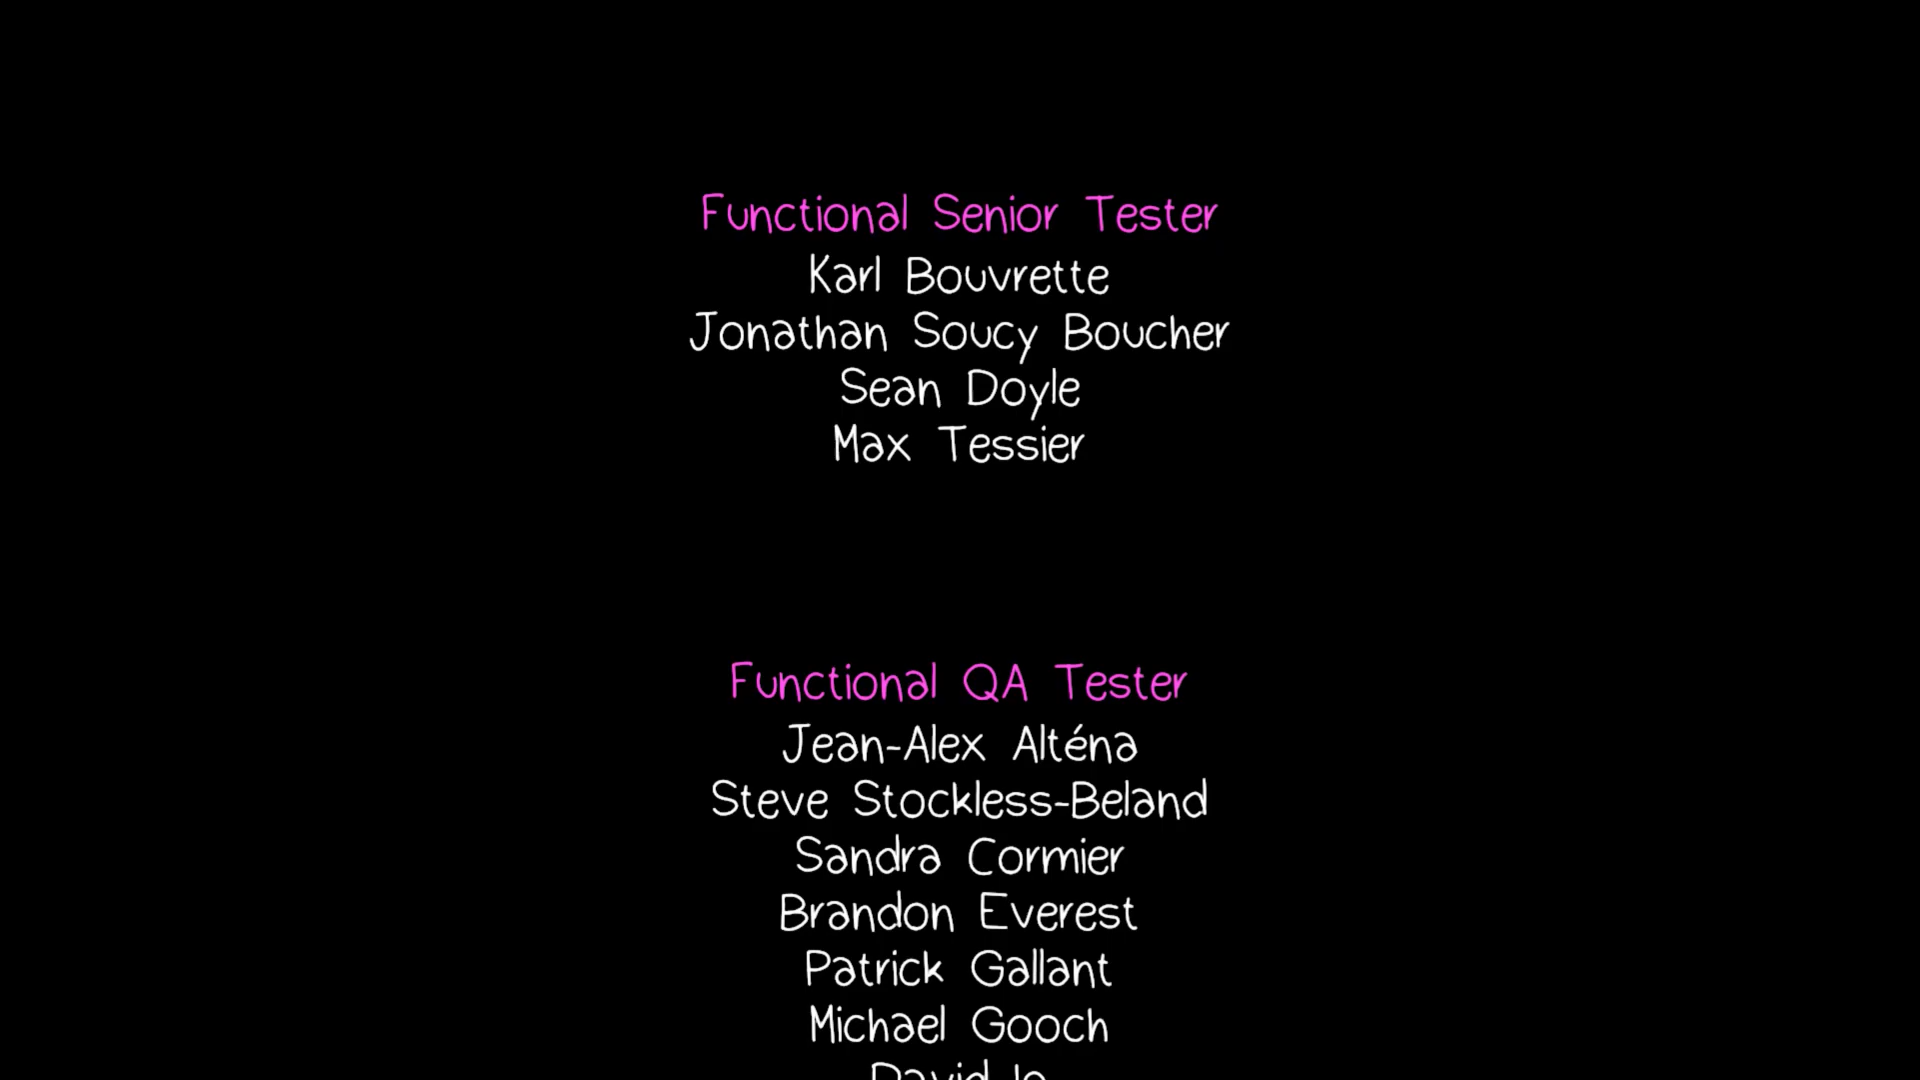 Functional Senior Tester
Karl Bouvrette
Jonathan Soucy Boucher
Sean Doyle
Max Tessier
Functional QA Tester
Jean-Alex Alténa
Steve Stockless-Beland
Sandra Cormier
Brandon Everest
Patrick Gallant
Michael Gooch
David